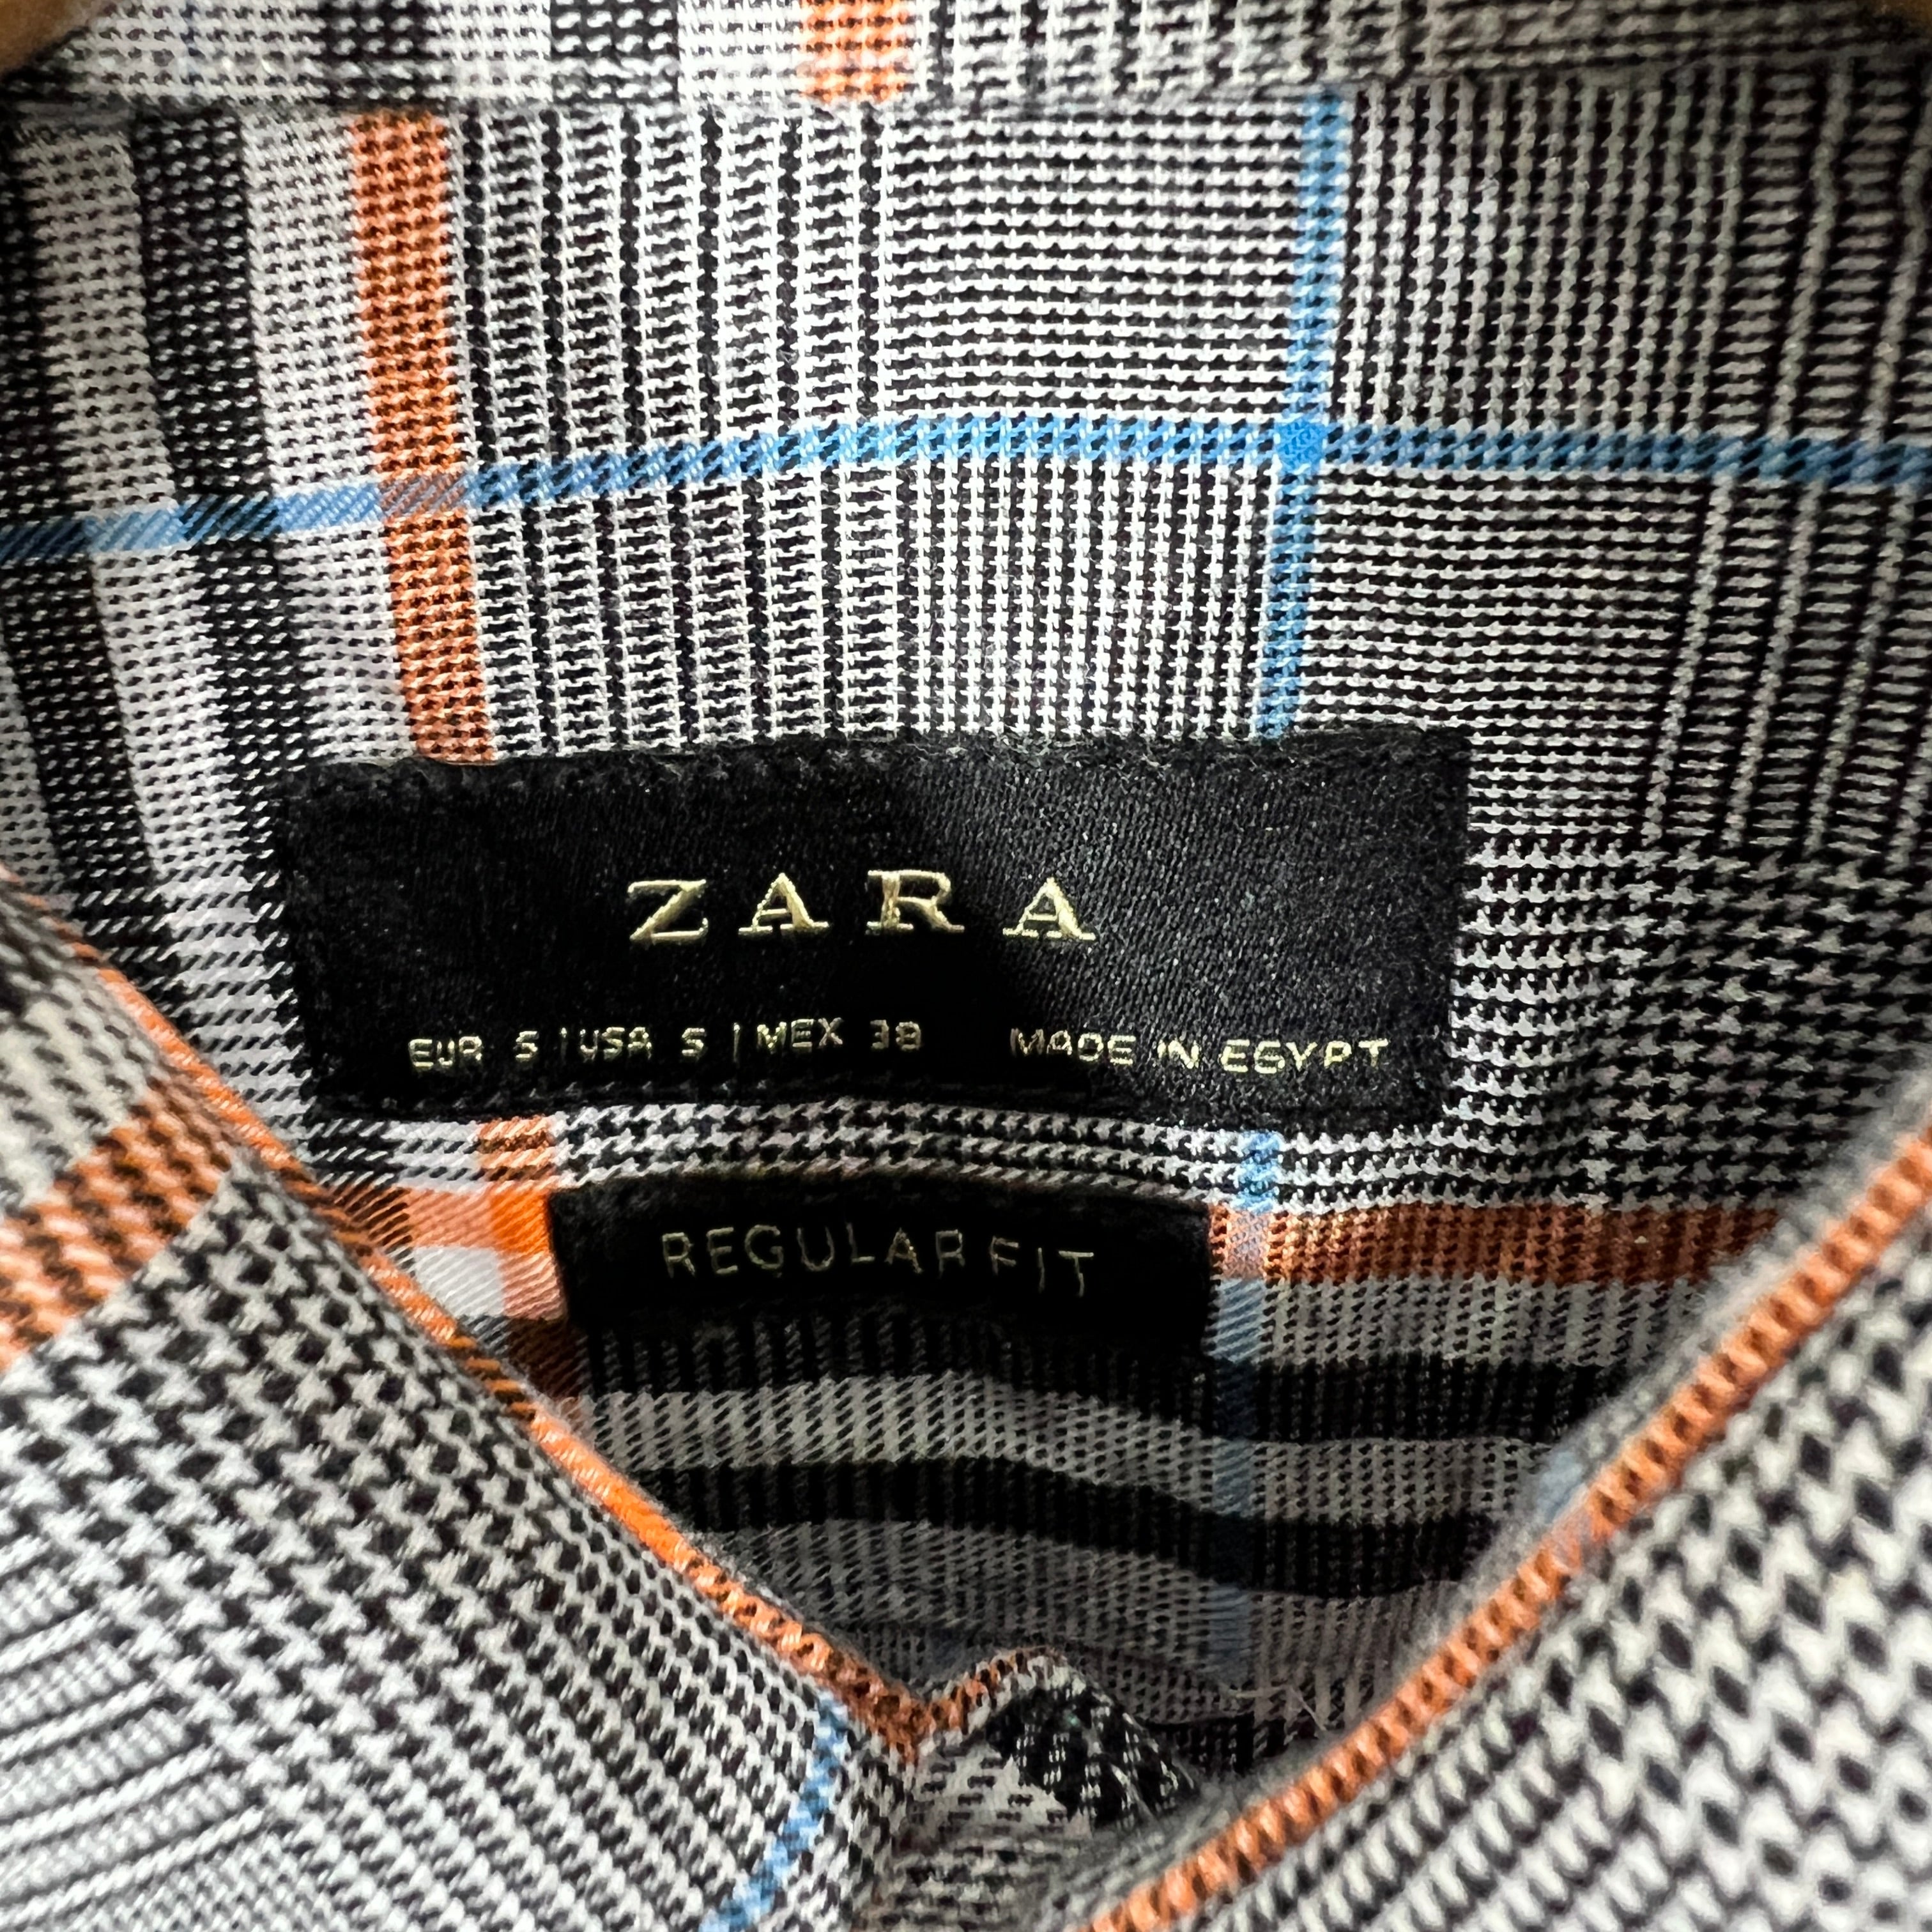 ZARA
EUR S | USA S | MEX 38 MADE IN EGYPT
REGULAR FIT